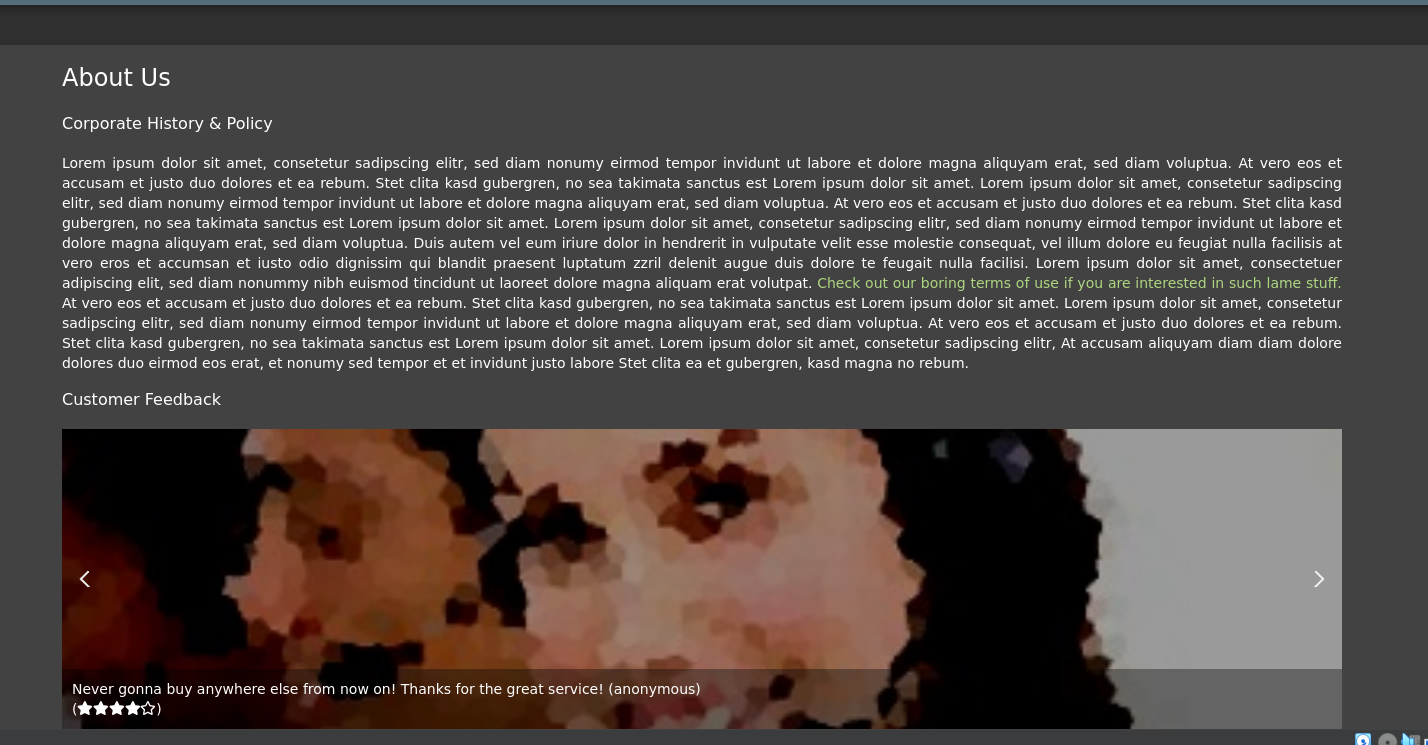 About Us
Corporate History & Policy
Lorem ipsum dolor sit amet, consetetur sadipscing elitr, sed diam nonumy eirmod tempor invidunt ut labore et dolore magna aliquyam erat, sed diam voluptua. At vero eos et
accusam et justo duo dolores et ea rebum. Stet clita kasd gubergren, no sea takimata sanctus est Lorem ipsum dolor sit amet. Lorem ipsum dolor sit amet, consetetur sadipscing
elitr, sed diam nonumy eirmod tempor invidunt ut labore et dolore magna aliquyam erat, sed diam voluptua. At vero eos et accusam et justo duo dolores et ea rebum. Stet clita kasd
gubergren, no sea takimata sanctus est Lorem ipsum dolor sit amet. Lorem ipsum dolor sit amet, consetetur sadipscing elitr, sed diam nonumy eirmod tempor invidunt ut labore et
dolore magna aliquyam erat, sed diam voluptua. Duis autem vel eum iriure dolor in hendrerit in vulputate velit esse molestie consequat, vel illum dolore eu feugiat nulla facilisis at
vero eros et accumsan et iusto odio dignissim qui blandit praesent luptatum zzril delenit augue duis dolore te feugait nulla facilisi. Lorem ipsum dolor sit amet, consectetuer
adipiscing elit, sed diam nonummy nibh euismod tincidunt ut laoreet dolore magna aliquam erat volutpat. Check out our boring terms of use if you are interested in such lame stuff.
At vero eos et accusam et justo duo dolores et ea rebum. Stet clita kasd gubergren, no sea takimata sanctus est Lorem ipsum dolor sit amet. Lorem ipsum dolor sit amet, consetetur
sadipscing elitr, sed diam nonumy eirmod tempor invidunt ut labore et dolore magna aliquyam erat, sed diam voluptua. At vero eos et accusam et justo duo dolores et ea rebum.
Stet clita kasd gubergren, no sea takimata sanctus est Lorem ipsum dolor sit amet. Lorem ipsum dolor sit amet, consetetur sadipscing elitr, At accusam aliquyam diam diam dolore
dolores duo eirmod eos erat, et nonumy sed tempor et et invidunt justo labore Stet clita ea et gubergren, kasd magna no rebum.
Customer Feedback
Never gonna buy anywhere else from now on! Thanks for the great service! (anonymous)
(★★★★☆)